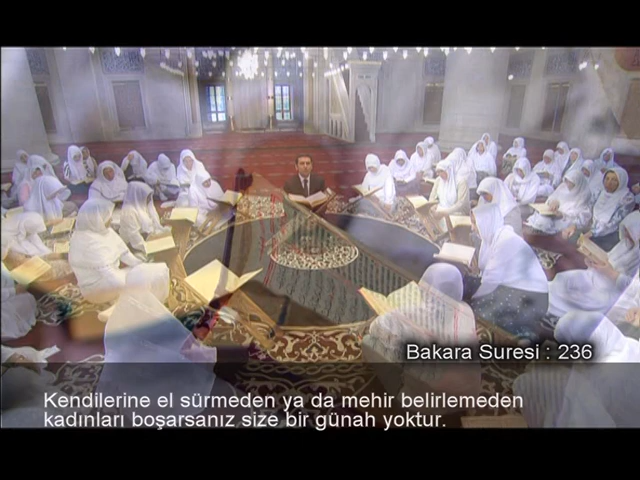 Bakara Suresi : 236
Kendilerine el sürmeden ya da mehir belirlemeden
kadınları boşarsanız size bir günah yoktur.